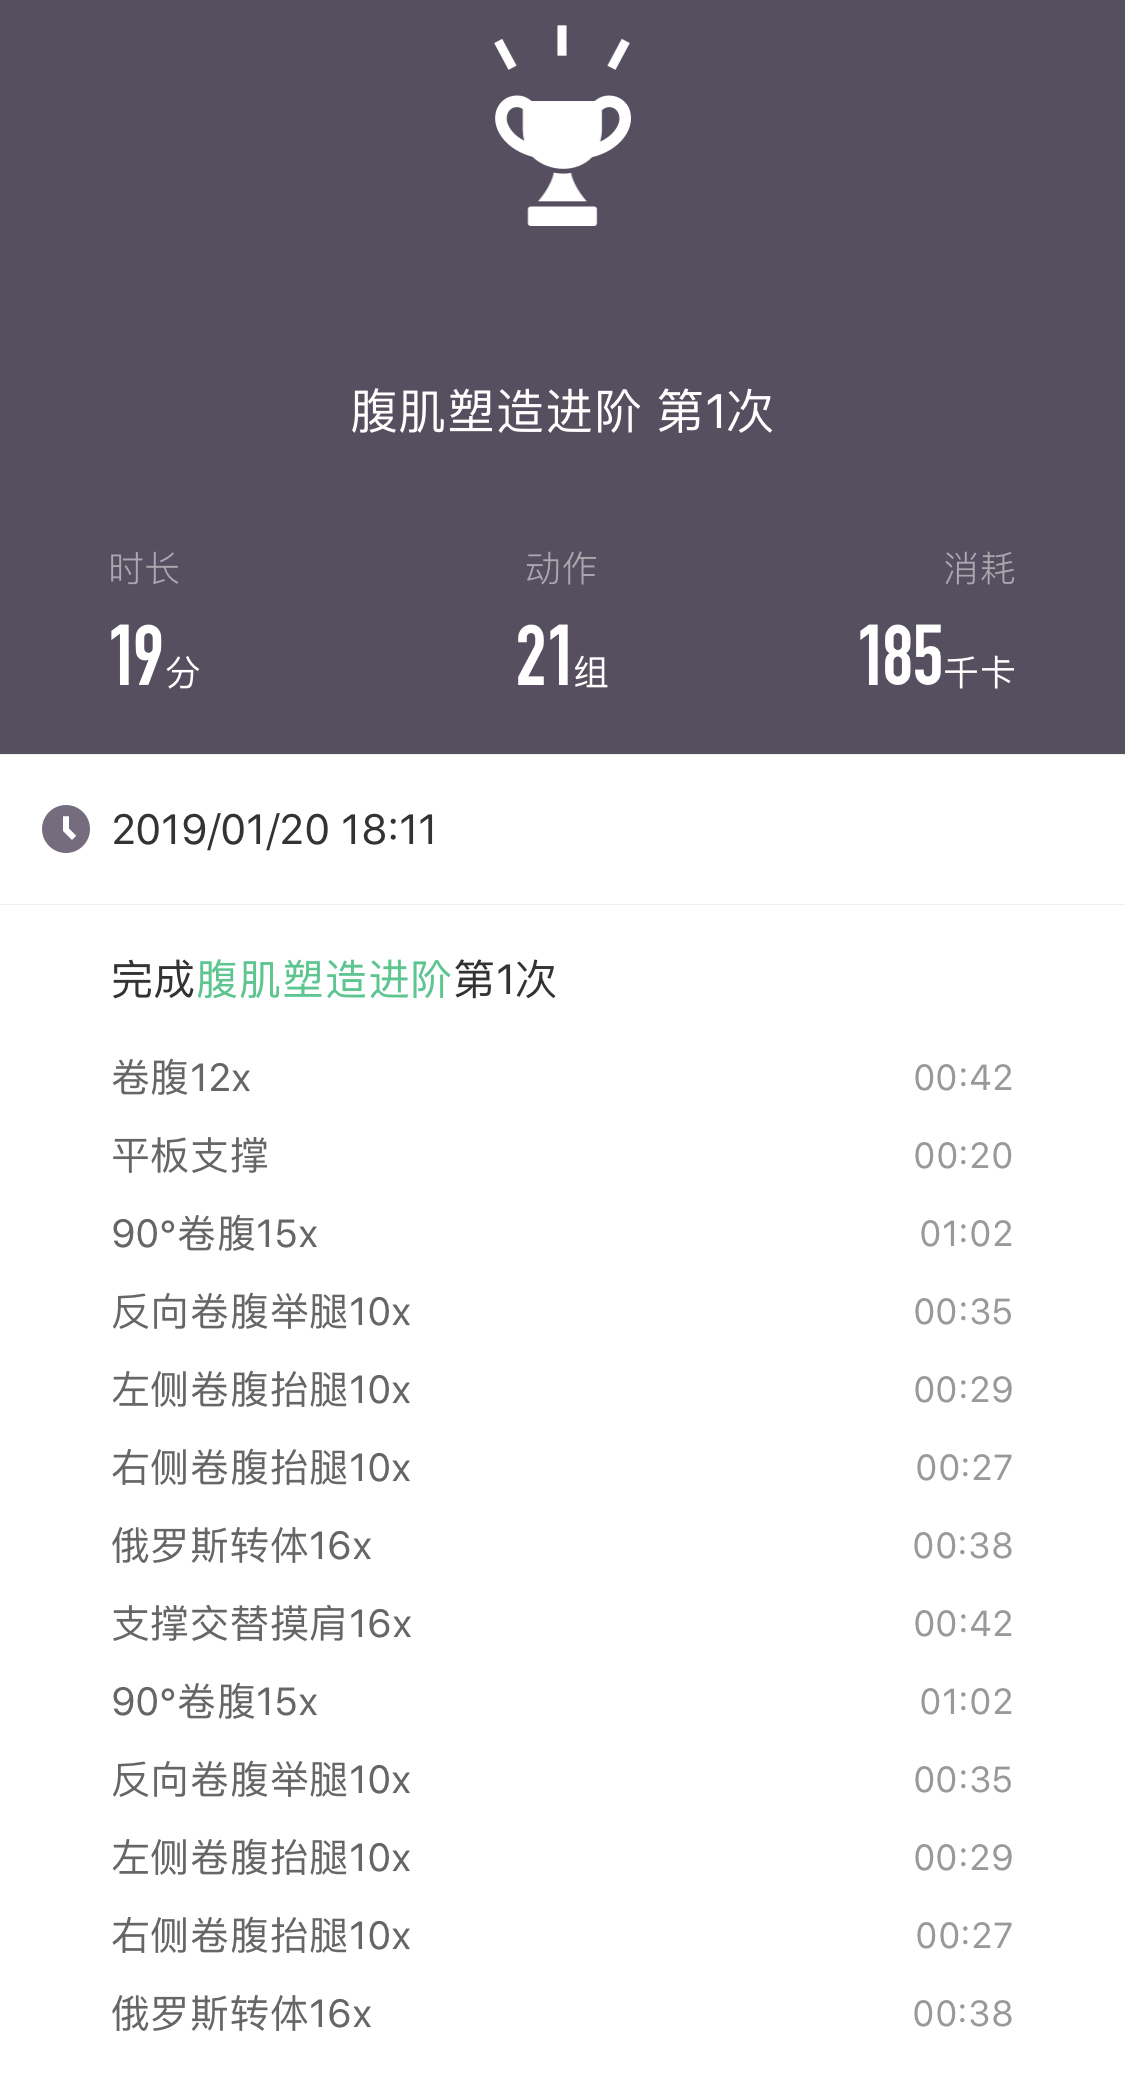 腹肌塑造进阶 第1次
时长 动作 消耗
19分 21组 185千卡
2019/01/20 18:11
完成腹肌塑造进阶第1次
卷腹12x 00:42
平板支撑 00:20
90°卷腹15x 01:02
反向卷腹举腿10x 00:35
左侧卷腹抬腿10x 00:29
右侧卷腹抬腿10x 00:27
俄罗斯转体16x 00:38
支撑交替摸肩16x 00:42
90°卷腹15x 01:02
反向卷腹举腿10x 00:35
左侧卷腹抬腿10x 00:29
右侧卷腹抬腿10x 00:27
俄罗斯转体16x 00:38